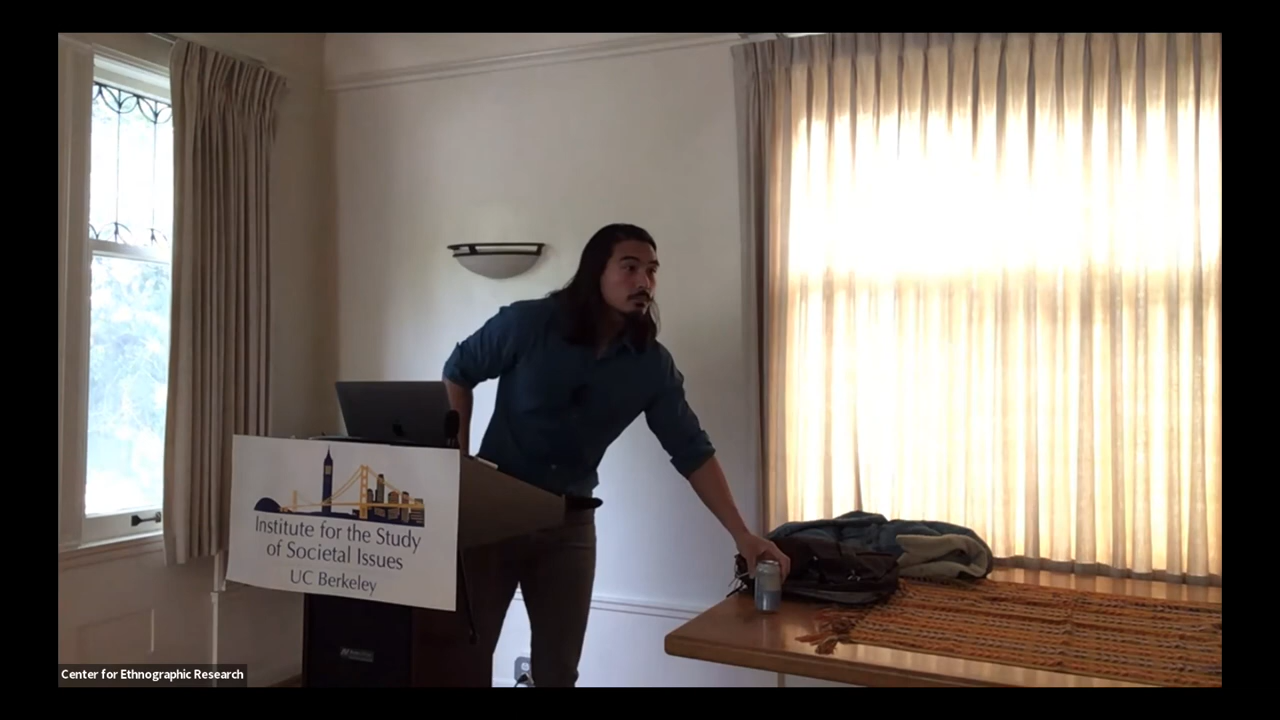 Institute for the Study
of Societal Issues
UC Berkeley
Center for Ethnographic Research